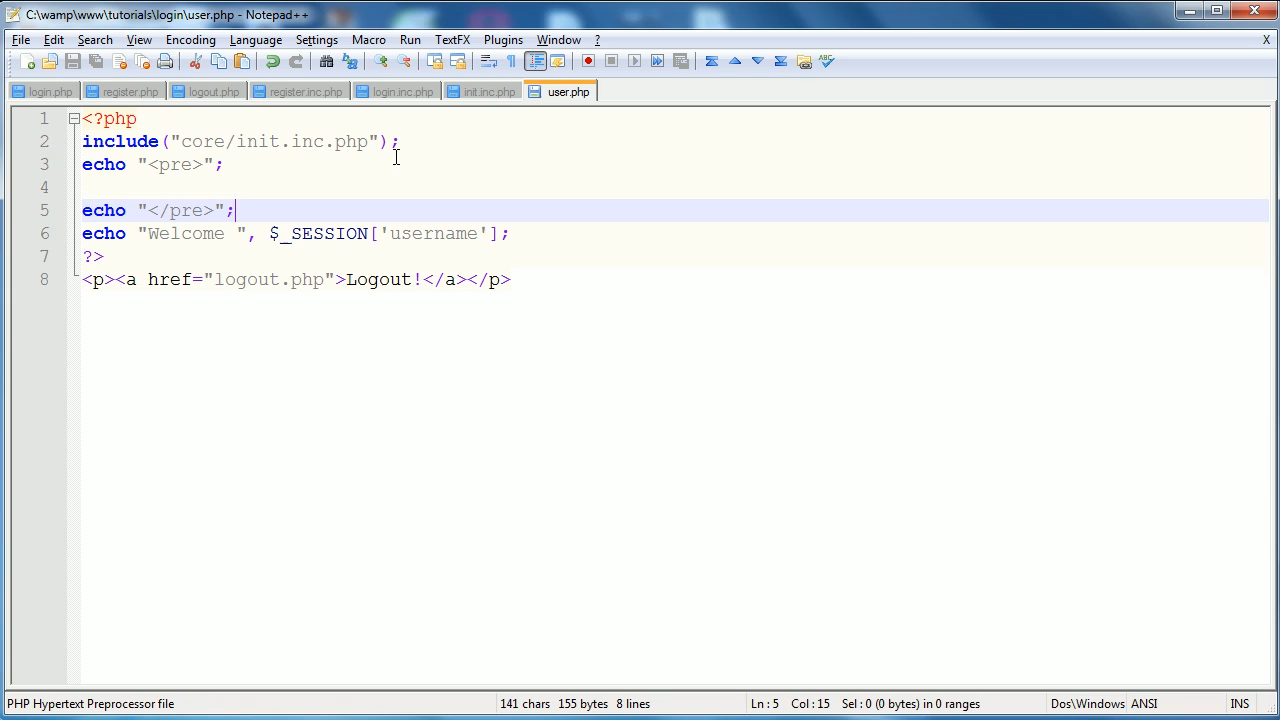 C:\wamp\www\tutorials\login\user.php - Notepad++
File Edit Search View Encoding Language Settings Macro Run TextFX Plugins Window ? X
login.php register.php logout.php register.inc.php login.inc.php init.inc.php user.php
1 <?php
2 include("core/init.inc.php");
3 echo "<pre>";
4
5 echo "</pre>";
6 echo "Welcome ", $_SESSION['username'];
7 ?>
8 <p><a href="logout.php">Logout!</a></p>
PHP Hypertext Preprocessor file 141 chars 155 bytes 8 lines Ln : 5 Col : 15 Sel : 0 (0 bytes) in 0 ranges Dos\Windows ANSI INS